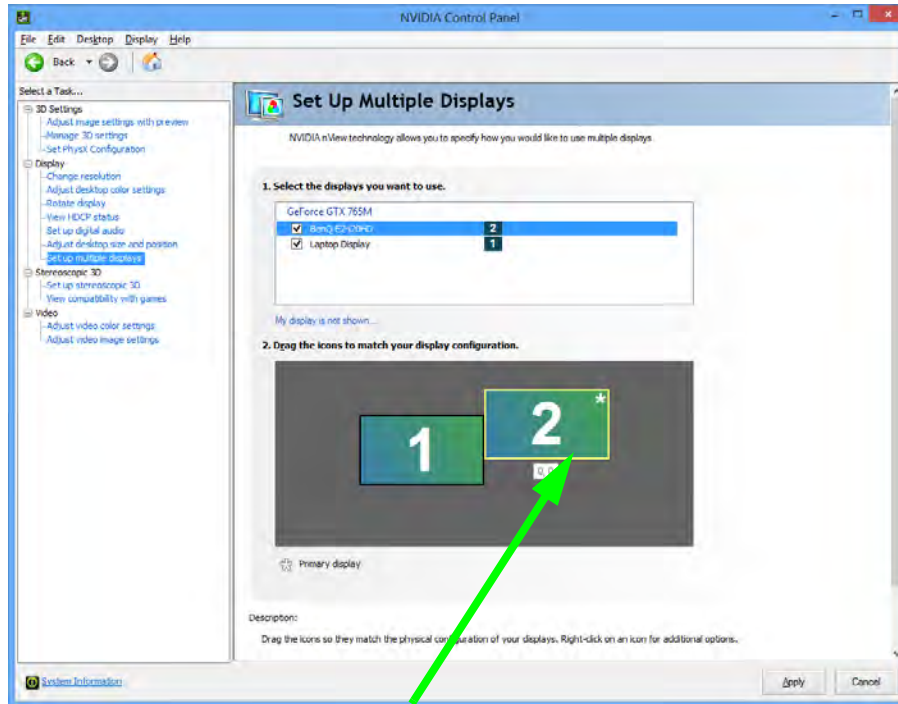 NVIDIA Control Panel
File Edit Desktop Display Help
Back
Select a Task...
3D Settings
Adjust image settings with preview
Manage 3D settings
Set PhysX Configuration
Display
Change resolution
Adjust desktop color settings
Rotate display
View HDCP status
Set up digital audio
Adjust desktop size and position
Set up multiple displays
Stereoscopic 3D
Set up stereoscopic 3D
View compatibility with games
Video
Adjust video color settings
Adjust video image settings
Set Up Multiple Displays
NVIDIA nView technology allows you to specify how you would like to use multiple displays
1. Select the displays you want to use.
GeForce GTX 765M
BenQ 2
Laptop Display 1
My display is not shown...
2. Drag the icons to match your display configuration.
1
2 *
Primary display
Description:
Drag the icons so they match the physical configuration of your displays. Right-click on an icon for additional options.
System Information
Apply
Cancel